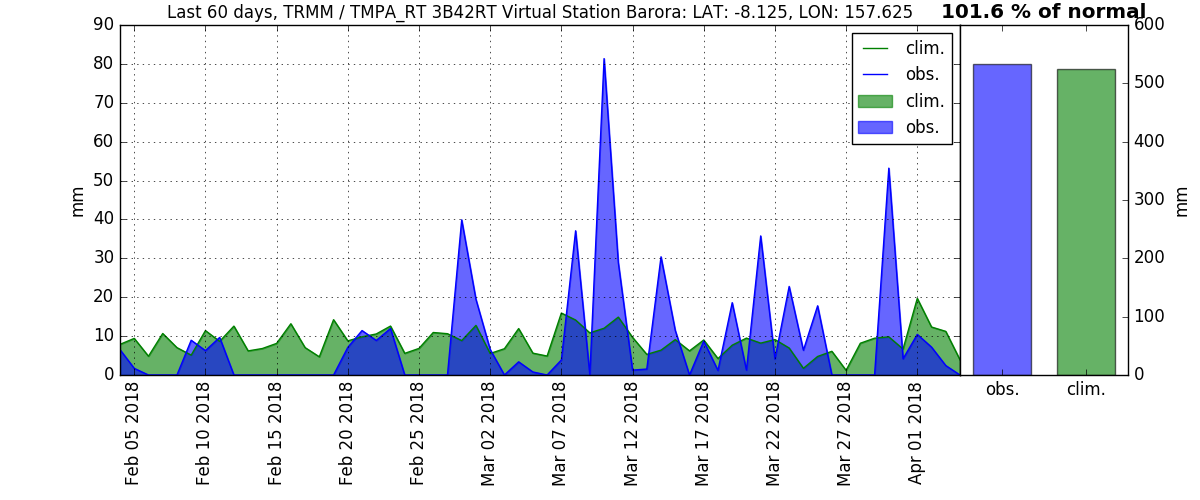 Last 60 days, TRMM / TMPA_RT 3B42RT Virtual Station Barora: LAT: -8.125, LON: 157.625
101.6 % of normal
90
80
70
60
50
40
30
20
10
0
mm
clim.
obs.
clim.
obs.
600
500
400
300
200
100
0
mm
obs.
clim.
Feb 05 2018
Feb 10 2018
Feb 15 2018
Feb 20 2018
Feb 25 2018
Mar 02 2018
Mar 07 2018
Mar 12 2018
Mar 17 2018
Mar 22 2018
Mar 27 2018
Apr 01 2018